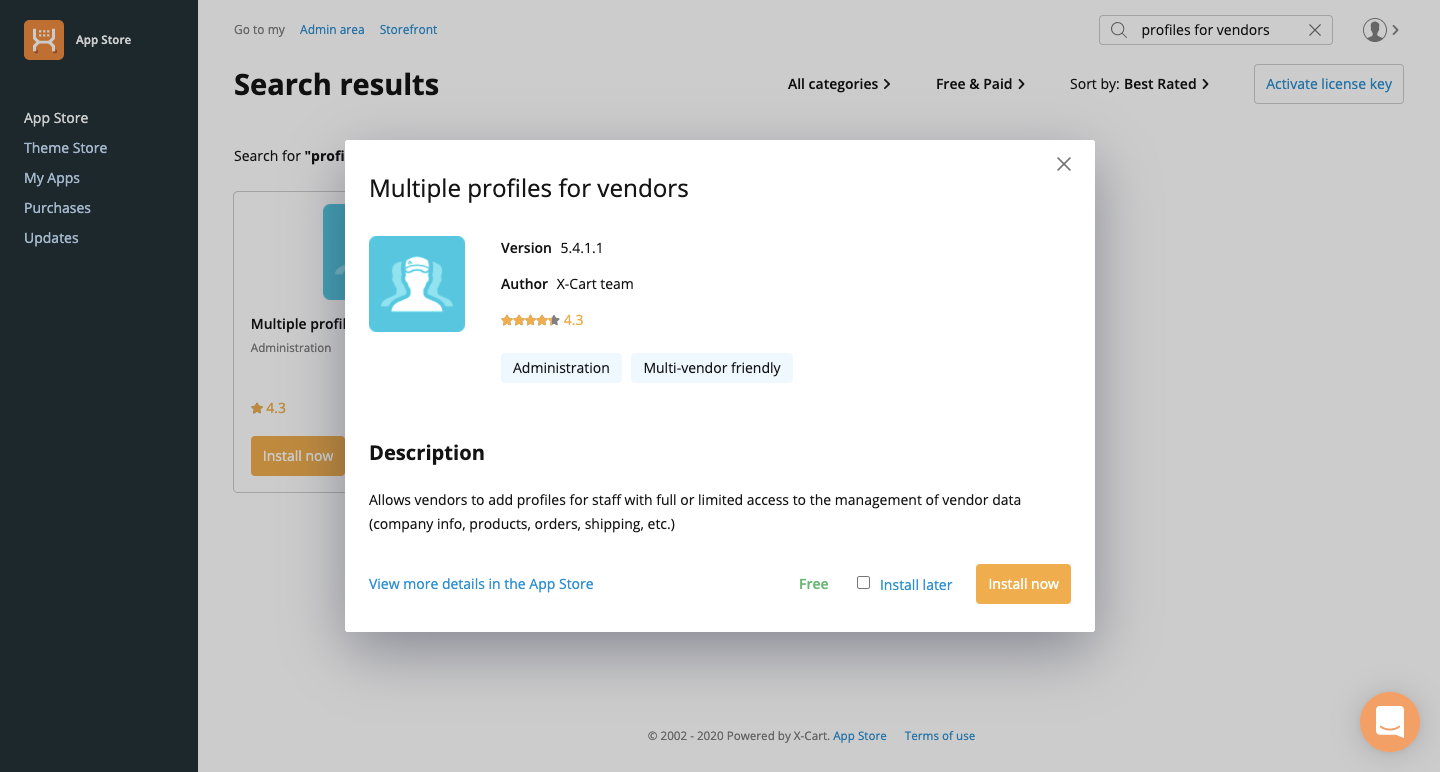 App Store
App Store
Theme Store
My Apps
Purchases
Updates
Go to my Admin area Storefront
profiles for vendors
Search results
All categories
Free & Paid
Sort by: Best Rated
Activate license key
Search for "profi
Multiple profil
Administration
4.3
Install now
Multiple profiles for vendors
Version 5.4.1.1
Author X-Cart team
4.3
Administration
Multi-vendor friendly
Description
Allows vendors to add profiles for staff with full or limited access to the management of vendor data
(company info, products, orders, shipping, etc.)
View more details in the App Store
Free
Install later
Install now
© 2002 - 2020 Powered by X-Cart. App Store Terms of use